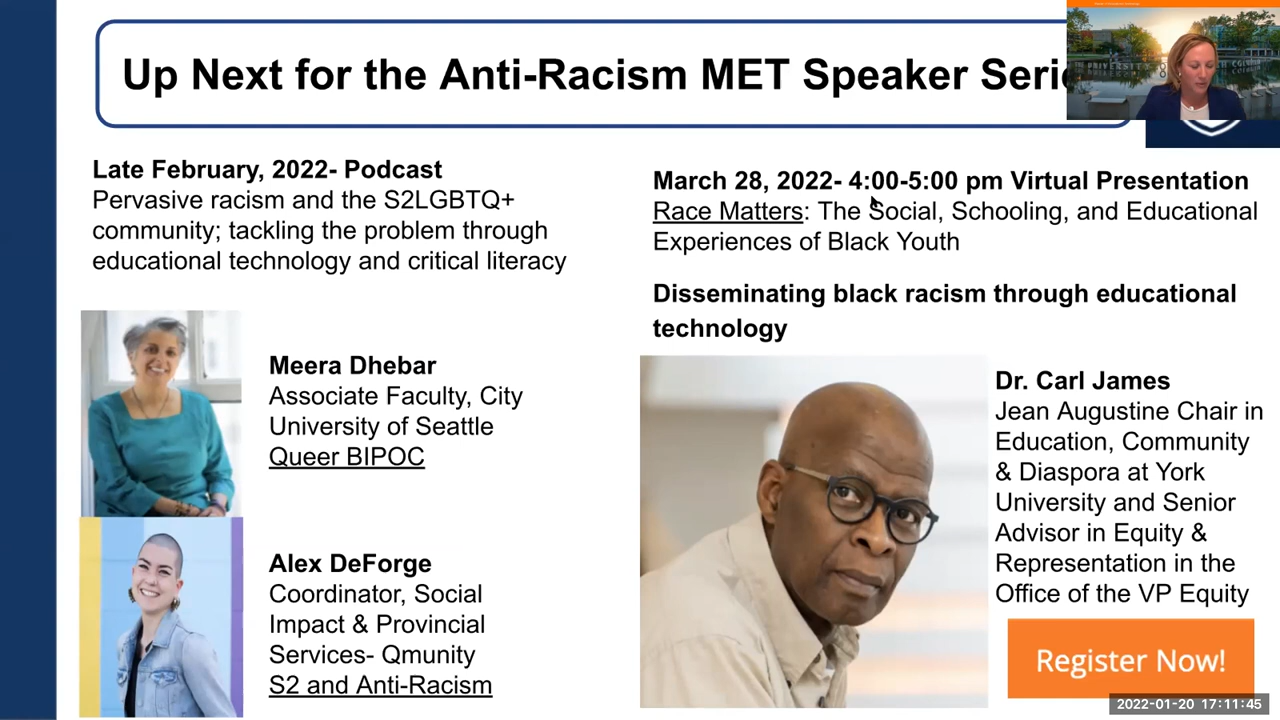 Up Next for the Anti-Racism MET Speaker
Late February, 2022- Podcast
Pervasive racism and the S2LGBTQ+
community; tackling the problem through
educational technology and critical literacy
Meera Dhebar
Associate Faculty, City
University of Seattle
Queer BIPOC
Alex DeForge
Coordinator, Social
Impact & Provincial
Services- Qmunity
S2 and Anti-Racism
March 28, 2022- 4:00-5:00 pm Virtual Presentation
Race Matters: The Social, Schooling, and Educational
Experiences of Black Youth
Disseminating black racism through educational
technology
Dr. Carl James
Jean Augustine Chair in
Education, Community
& Diaspora at York
University and Senior
Advisor in Equity &
Representation in the
Office of the VP Equity
Register Now!
2022-01-20 17:11:45